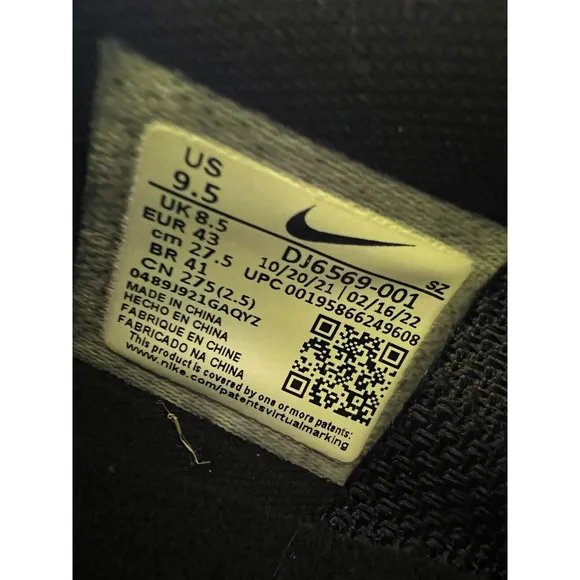 US
9.5
UK 8.5
EUR 43
cm 27.5
BR 41
CN 275(2.5)
0489J921GAQYZ
MADE IN CHINA
HECHO EN CHINA
FABRIQUE EN CHINE
FABRICADO NA CHINA
This product is covered by one or more patents:
www.nike.com/patentsvirtualmarking
DJ6569-001
10/20/21 | 02/16/22
UPC 00195866249608
SZ